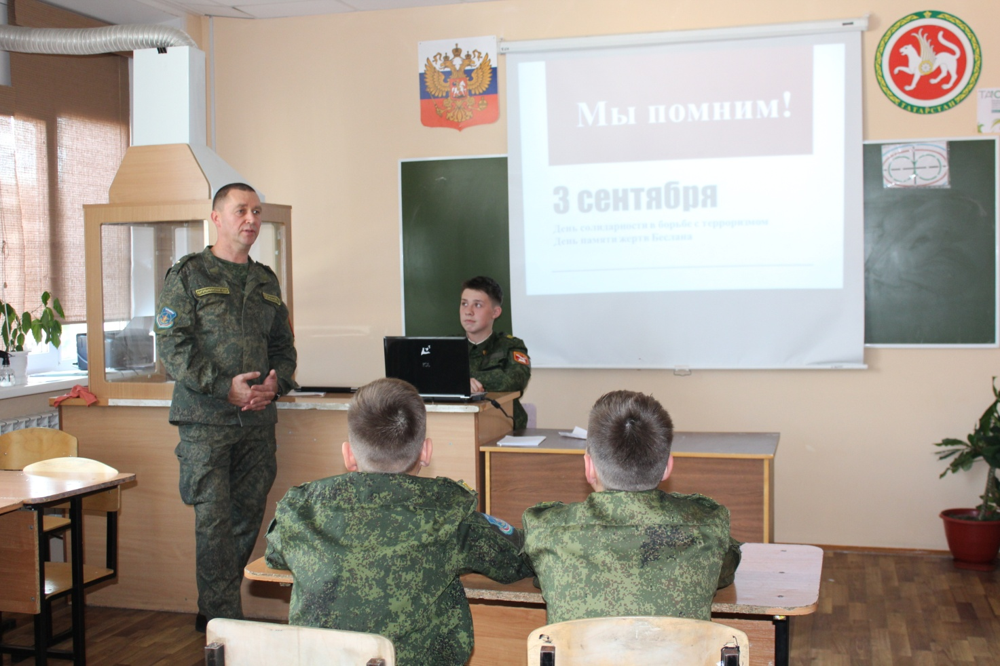 Мы помним!
ТАТАРСТАН
3 сентября
День солидарности в борьбе с терроризмом
День памяти жертв Беслана